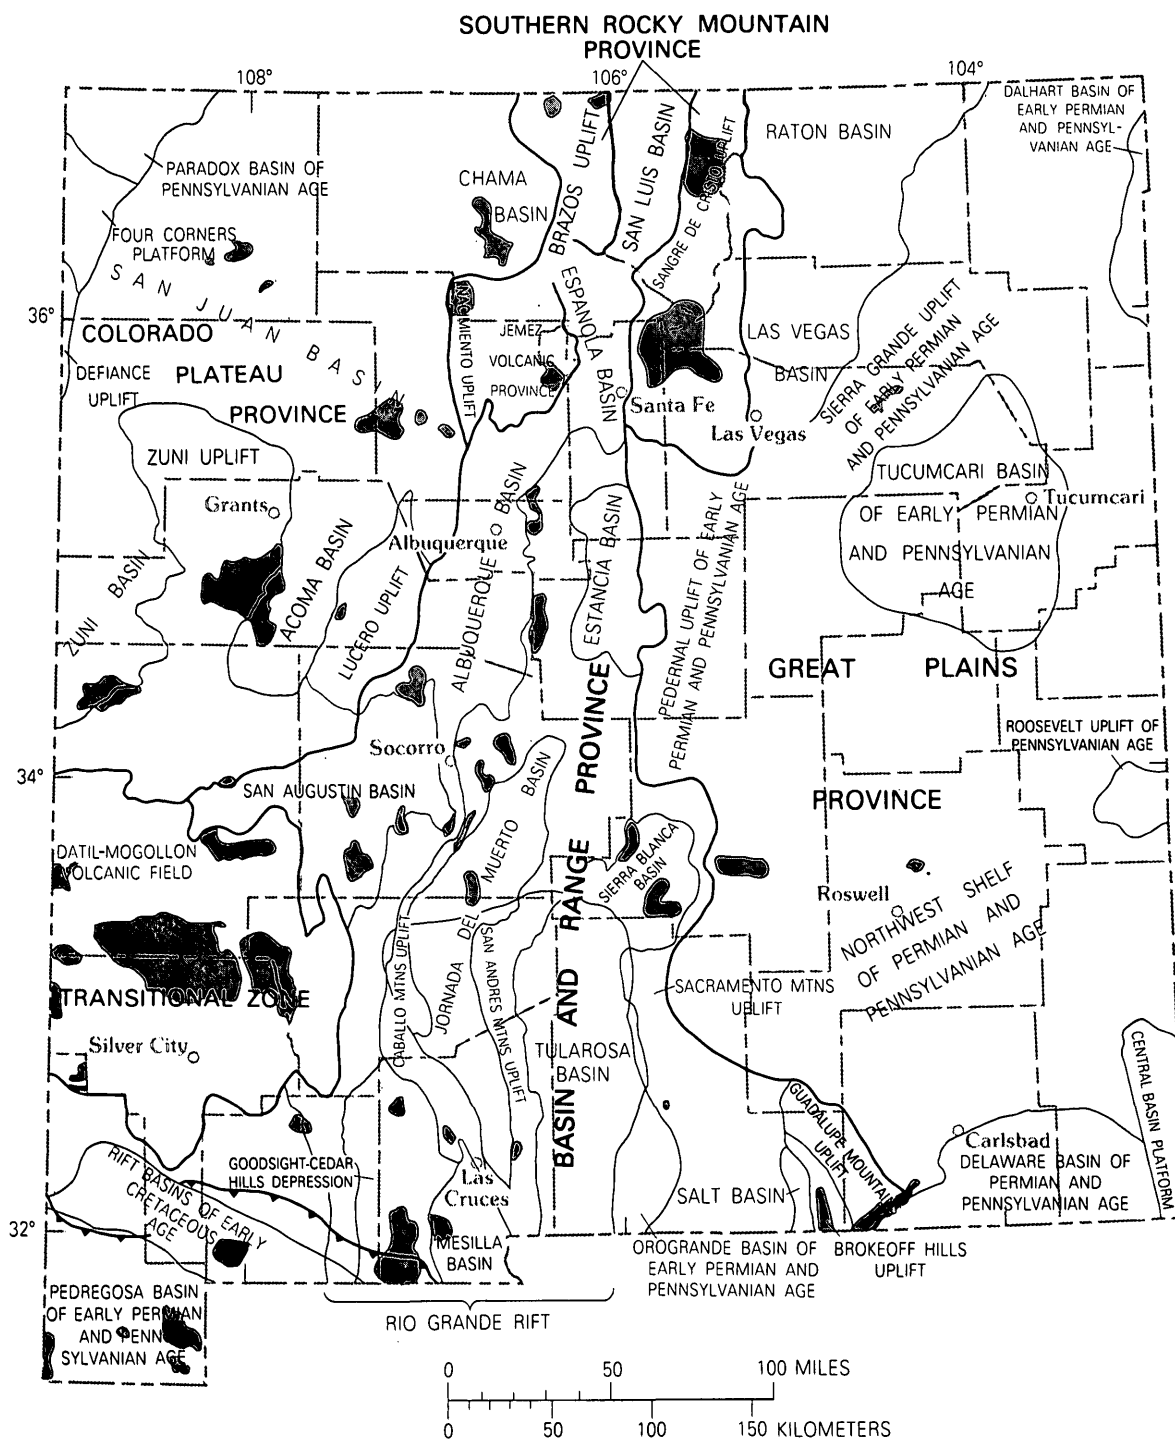 SOUTHERN ROCKY MOUNTAIN
PROVINCE
108°
106°
104°
DALHART BASIN OF
EARLY PERMIAN
AND PENNSYL-
VANIAN AGE
RATON BASIN
PARADOX BASIN OF
PENNSYLVANIAN AGE
CHAMA
BASIN
BRAZOS UPLIFT
SAN LUIS BASIN
SANGRE DE CRISTO UPLIFT
FOUR CORNERS
PLATFORM
SAN JUAN BASIN
36°
COLORADO
PLATEAU
PROVINCE
DEFIANCE
UPLIFT
NACIMIENTO UPLIFT
JEMEZ
VOLCANIC
PROVINCE
ESPANOLA BASIN
LAS VEGAS
BASIN
SIERRA GRANDE UPLIFT
OF EARLY PERMIAN
AND PENNSYLVANIAN AGE
Santa Fe
Las Vegas
ZUNI UPLIFT
Grants
TUCUMCARI BASIN
OF EARLY PERMIAN
AND PENNSYLVANIAN
AGE
Tucumcari
Albuquerque
ALBUQUERQUE BASIN
ESTANCIA BASIN
PEDERNAL UPLIFT OF EARLY
PERMIAN AND PENNSYLVANIAN AGE
ZUNI BASIN
ACOMA BASIN
LUCERO UPLIFT
GREAT PLAINS
PROVINCE
ROOSEVELT UPLIFT OF
PENNSYLVANIAN AGE
Socorro
34°
SAN AUGUSTIN BASIN
BASIN AND RANGE PROVINCE
DATIL-MOGOLLON
VOLCANIC FIELD
JORNADA DEL MUERTO BASIN
SIERRA BLANCA
BASIN
Roswell
NORTHWEST SHELF
OF PERMIAN AND
PENNSYLVANIAN AGE
TRANSITIONAL ZONE
CABALLO MTNS UPLIFT
SAN ANDRES MTNS UPLIFT
SACRAMENTO MTNS
UPLIFT
Silver City
TULAROSA
BASIN
GUADALUPE MOUNTAIN
UPLIFT
CENTRAL BASIN PLATFORM
Carlsbad
DELAWARE BASIN OF
PERMIAN AND
PENNSYLVANIAN AGE
RIFT BASINS OF EARLY
CRETACEOUS
AGE
GOODSIGHT-CEDAR
HILLS DEPRESSION
Las
Cruces
SALT BASIN
32°
MESILLA
BASIN
OROGRANDE BASIN OF
EARLY PERMIAN AND
PENNSYLVANIAN AGE
BROKEOFF HILLS
UPLIFT
PEDREGOSA BASIN
OF EARLY PERMIAN
AND PENN-
SYLVANIAN AGE
RIO GRANDE RIFT
0 50 100 MILES
0 50 100 150 KILOMETERS